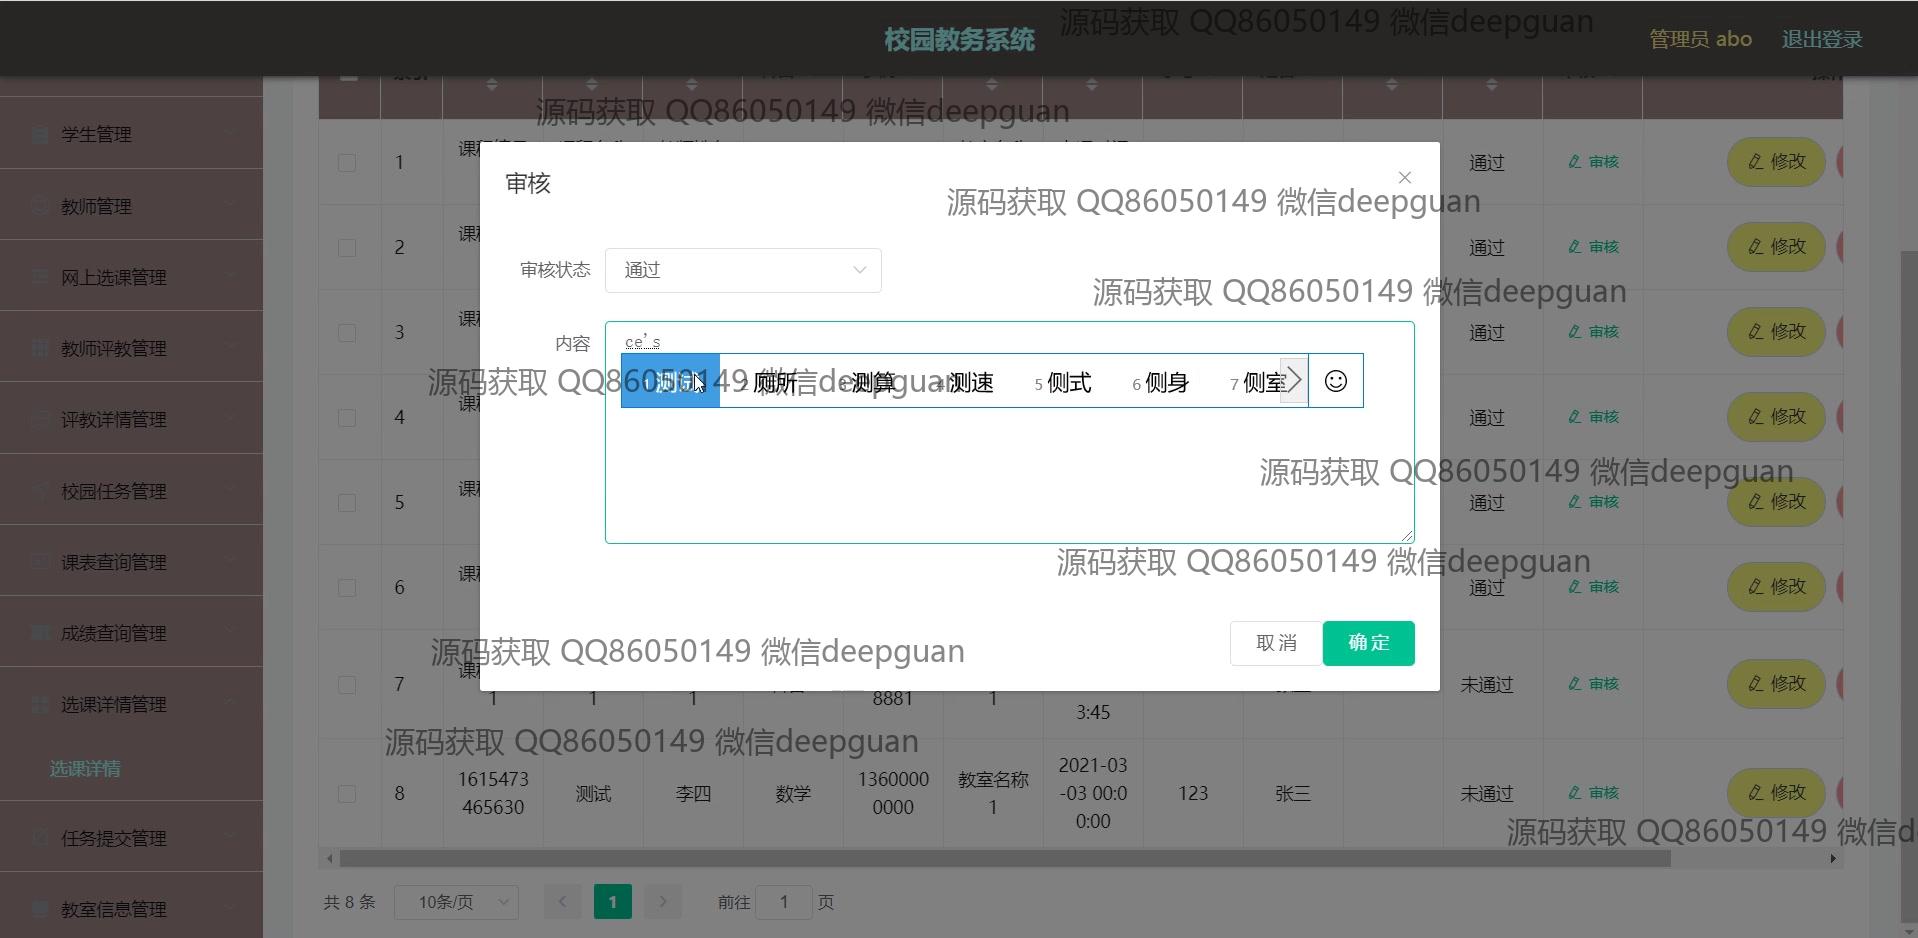 校园教务系统
源码获取 QQ86050149 微信deepguan
管理员 abo
退出登录
源码获取 QQ86050149 微信deepguan
学生管理
教师管理
网上选课管理
教师评教管理
评教详情管理
校园任务管理
课表查询管理
成绩查询管理
选课详情管理
选课详情
任务提交管理
教室信息管理
1 通过 审核 修改
2 通过 审核 修改
3 通过 审核 修改
4 通过 审核 修改
5 通过 审核 修改
6 通过 审核 修改
7 1 1 1 8881 1 3:45 未通过 审核 修改
8 1615473465630 测试 李四 数学 13600000000 教室名称1 2021-03-03 00:00:00 123 张三 未通过 审核 修改
审核
源码获取 QQ86050149 微信deepguan
审核状态 通过
源码获取 QQ86050149 微信deepguan
内容
ce's
1 测试 2 厕所 3 测算 4 测速 5 侧式 6 侧身 7 侧室
源码获取 QQ86050149 微信deepguan
源码获取 QQ86050149 微信deepguan
源码获取 QQ86050149 微信deepguan
取消 确定
源码获取 QQ86050149 微信deepguan
源码获取 QQ86050149 微信deepguan
源码获取 QQ86050149 微信d
共 8 条 10条/页 1 前往 1 页